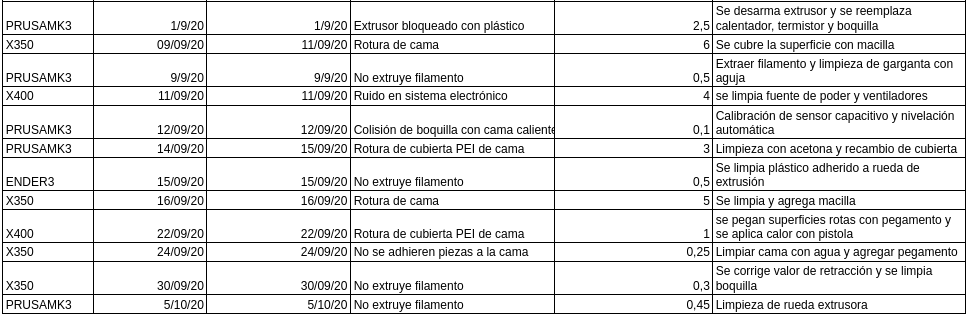 PRUSAMK3 1/9/20 1/9/20 Extrusor bloqueado con plástico 2,5 Se desarma extrusor y se reemplaza
calentador, termistor y boquilla
X350 09/09/20 11/09/20 Rotura de cama 6 Se cubre la superficie con macilla
PRUSAMK3 9/9/20 9/9/20 No extruye filamento 0,5 Extraer filamento y limpieza de garganta con
aguja
X400 11/09/20 11/09/20 Ruido en sistema electrónico 4 se limpia fuente de poder y ventiladores
PRUSAMK3 12/09/20 12/09/20 Colisión de boquilla con cama caliente 0,1 Calibración de sensor capacitivo y nivelación
automática
PRUSAMK3 14/09/20 15/09/20 Rotura de cubierta PEI de cama 3 Limpieza con acetona y recambio de cubierta
ENDER3 15/09/20 15/09/20 No extruye filamento 0,5 Se limpia plástico adherido a rueda de
extrusión
X350 16/09/20 16/09/20 Rotura de cama 5 Se limpia y agrega macilla
X400 22/09/20 22/09/20 Rotura de cubierta PEI de cama 1 se pegan superficies rotas con pegamento y
se aplica calor con pistola
X350 24/09/20 24/09/20 No se adhieren piezas a la cama 0,25 Limpiar cama con agua y agregar pegamento
X350 30/09/20 30/09/20 No extruye filamento 0,3 Se corrige valor de retracción y se limpia
boquilla
PRUSAMK3 5/10/20 5/10/20 No extruye filamento 0,45 Limpieza de rueda extrusora